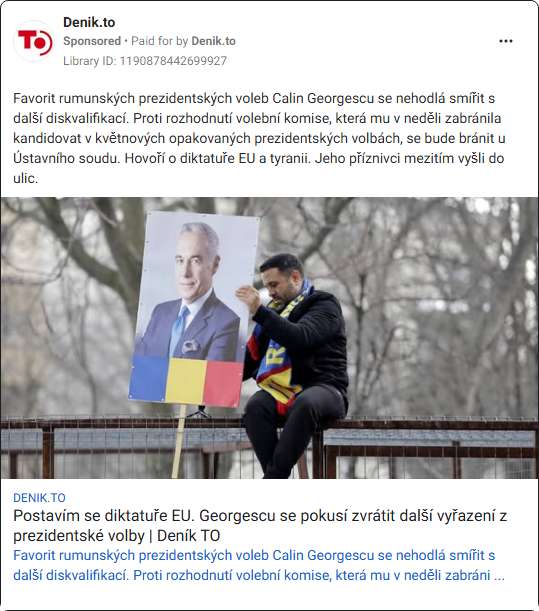 Denik.to
Sponsored • Paid for by Denik.to
Library ID: 1190878442699927
Favorit rumunských prezidentských voleb Calin Georgescu se nehodlá smířit s
další diskvalifikací. Proti rozhodnutí volební komise, která mu v neděli zabránila
kandidovat v květnových opakovaných prezidentských volbách, se bude bránit u
Ústavního soudu. Hovoří o diktatuře EU a tyranii. Jeho příznivci mezitím vyšli do
ulic.
DENIK.TO
Postavím se diktatuře EU. Georgescu se pokusí zvrátit další vyřazení z
prezidentské volby | Deník TO
Favorit rumunských prezidentských voleb Calin Georgescu se nehodlá smířit s
další diskvalifikací. Proti rozhodnutí volební komise, která mu v neděli zabráni ...